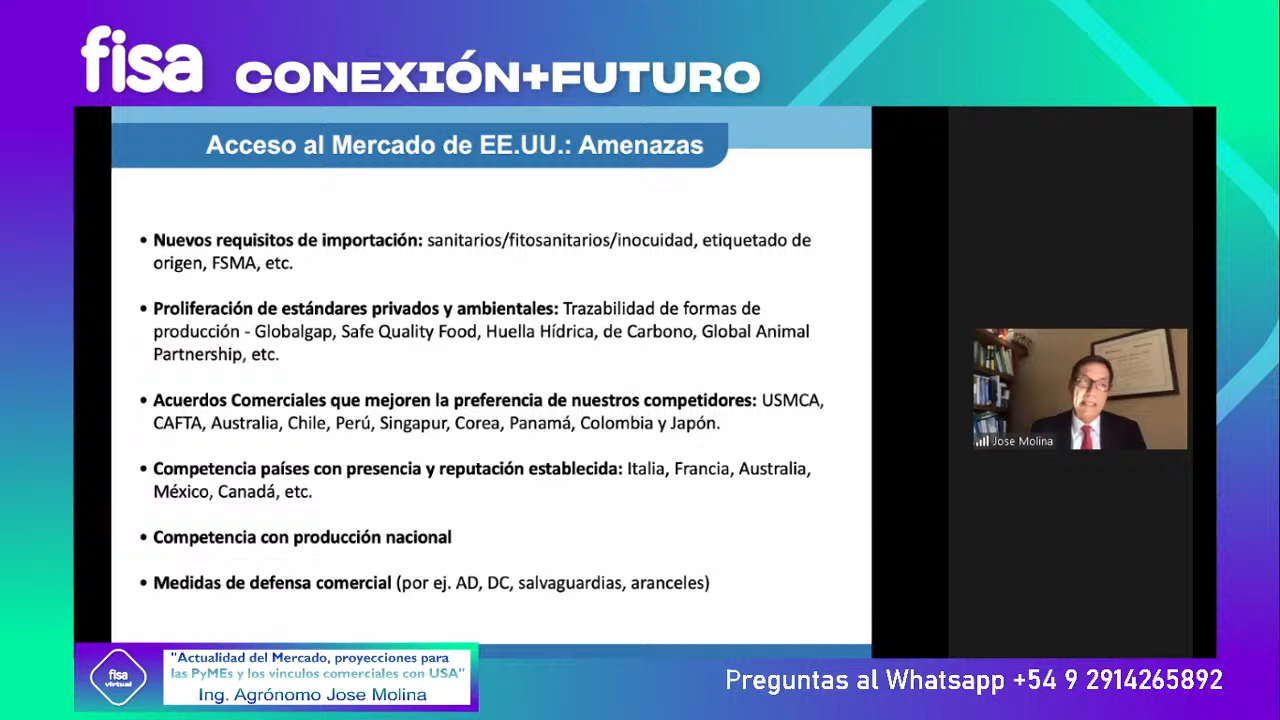 fisa CONEXIÓN+FUTURO
Acceso al Mercado de EE.UU.: Amenazas
• Nuevos requisitos de importación: sanitarios/fitosanitarios/inocuidad, etiquetado de
origen, FSMA, etc.
• Proliferación de estándares privados y ambientales: Trazabilidad de formas de
producción - Globalgap, Safe Quality Food, Huella Hídrica, de Carbono, Global Animal
Partnership, etc.
• Acuerdos Comerciales que mejoren la preferencia de nuestros competidores: USMCA,
CAFTA, Australia, Chile, Perú, Singapur, Corea, Panamá, Colombia y Japón.
• Competencia países con presencia y reputación establecida: Italia, Francia, Australia,
México, Canadá, etc.
• Competencia con producción nacional
• Medidas de defensa comercial (por ej. AD, DC, salvaguardias, aranceles)
Jose Molina
fisa
virtual
"Actualidad del Mercado, proyecciones para
las PyMEs y los vinculos comerciales con USA"
Ing. Agrónomo Jose Molina
Preguntas al Whatsapp +54 9 2914265892